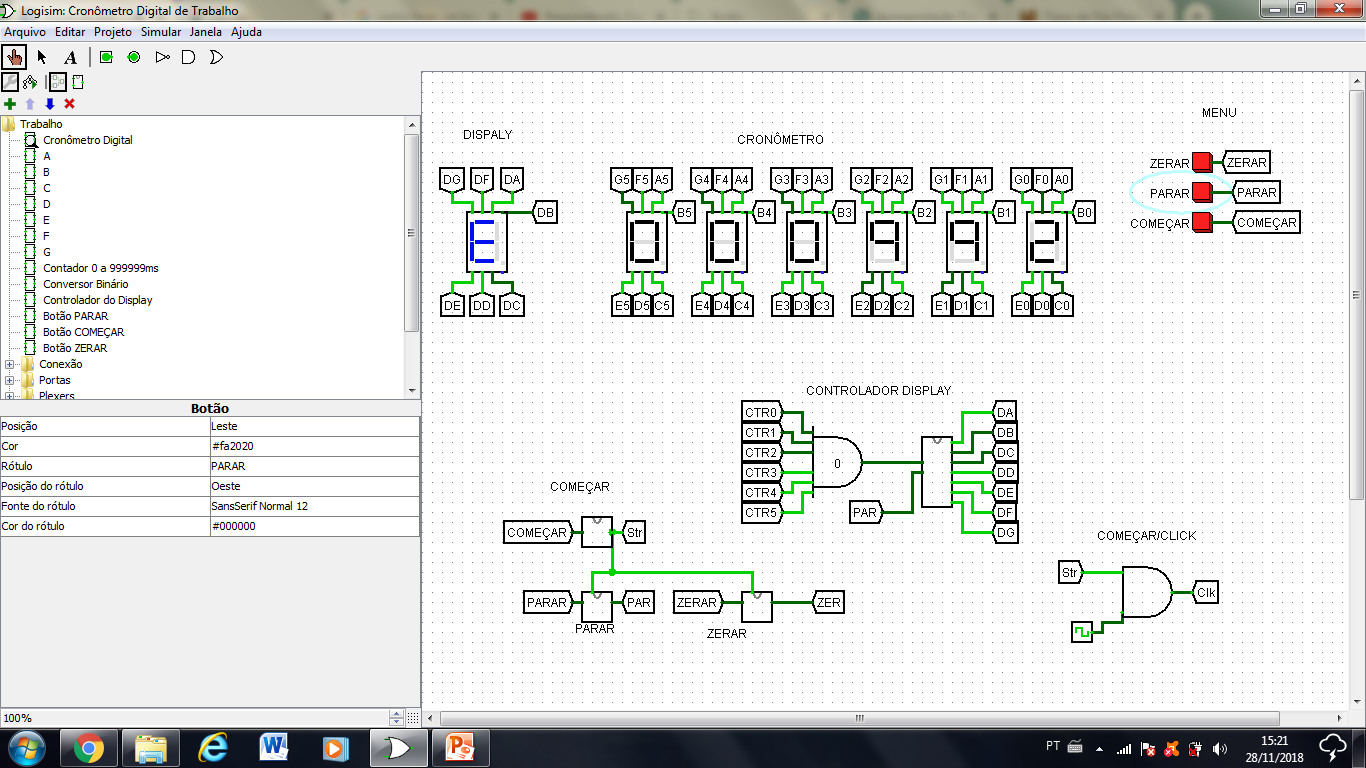 Logisim: Cronômetro Digital de Trabalho
Arquivo Editar Projeto Simular Janela Ajuda
A
Trabalho
Cronômetro Digital
A
B
C
D
E
F
G
Contador 0 a 999999ms
Conversor Binário
Controlador do Display
Botão PARAR
Botão COMEÇAR
Botão ZERAR
Conexão
Portas
Plexers
Botão
Posição Leste
Cor #fa2020
Rótulo PARAR
Posição do rótulo Oeste
Fonte do rótulo SansSerif Normal 12
Cor do rótulo #000000
100%
DISPALY
CRONÔMETRO
MENU
DG DF DA
G5 F5 A5 G4 F4 A4 G3 F3 A3 G2 F2 A2 G1 F1 A1 G0 F0 A0
DB B5 B4 B3 B2 B1 B0
E 0 0 0 9 9 2
DE DD DC
E5 D5 C5 E4 D4 C4 E3 D3 C3 E2 D2 C2 E1 D1 C1 E0 D0 C0
ZERAR ZERAR
PARAR PARAR
COMEÇAR COMEÇAR
CONTROLADOR DISPLAY
CTR0 DA
CTR1 DB
CTR2 DC
0
CTR3 DD
CTR4 DE
CTR5 PAR DF
DG
COMEÇAR
COMEÇAR Str
PARAR PAR ZERAR ZER
PARAR
ZERAR
COMEÇAR/CLICK
Str
Clk
PT
15:21
28/11/2018